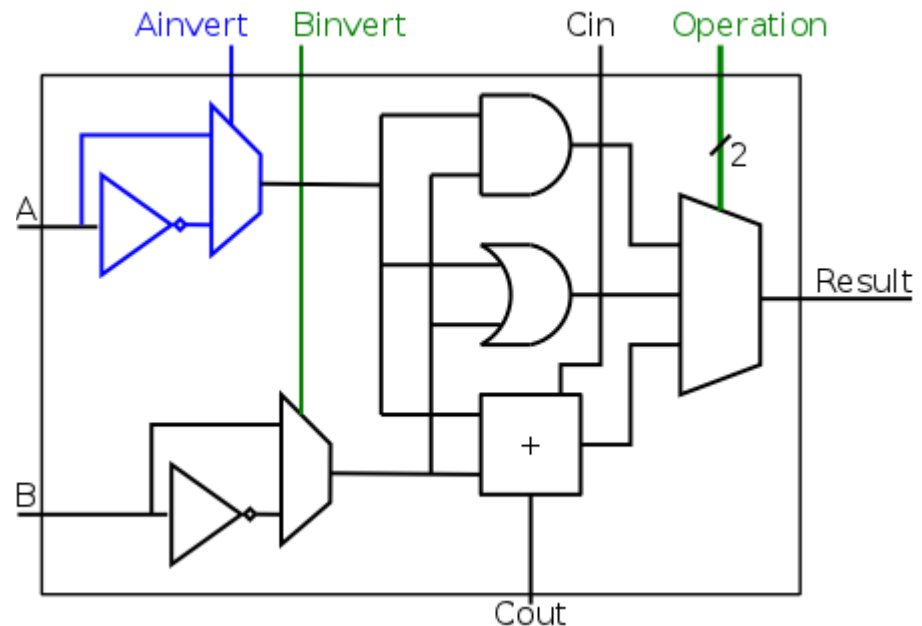 Ainvert
Binvert
Cin
Operation
2
A
Result
+
B
Cout